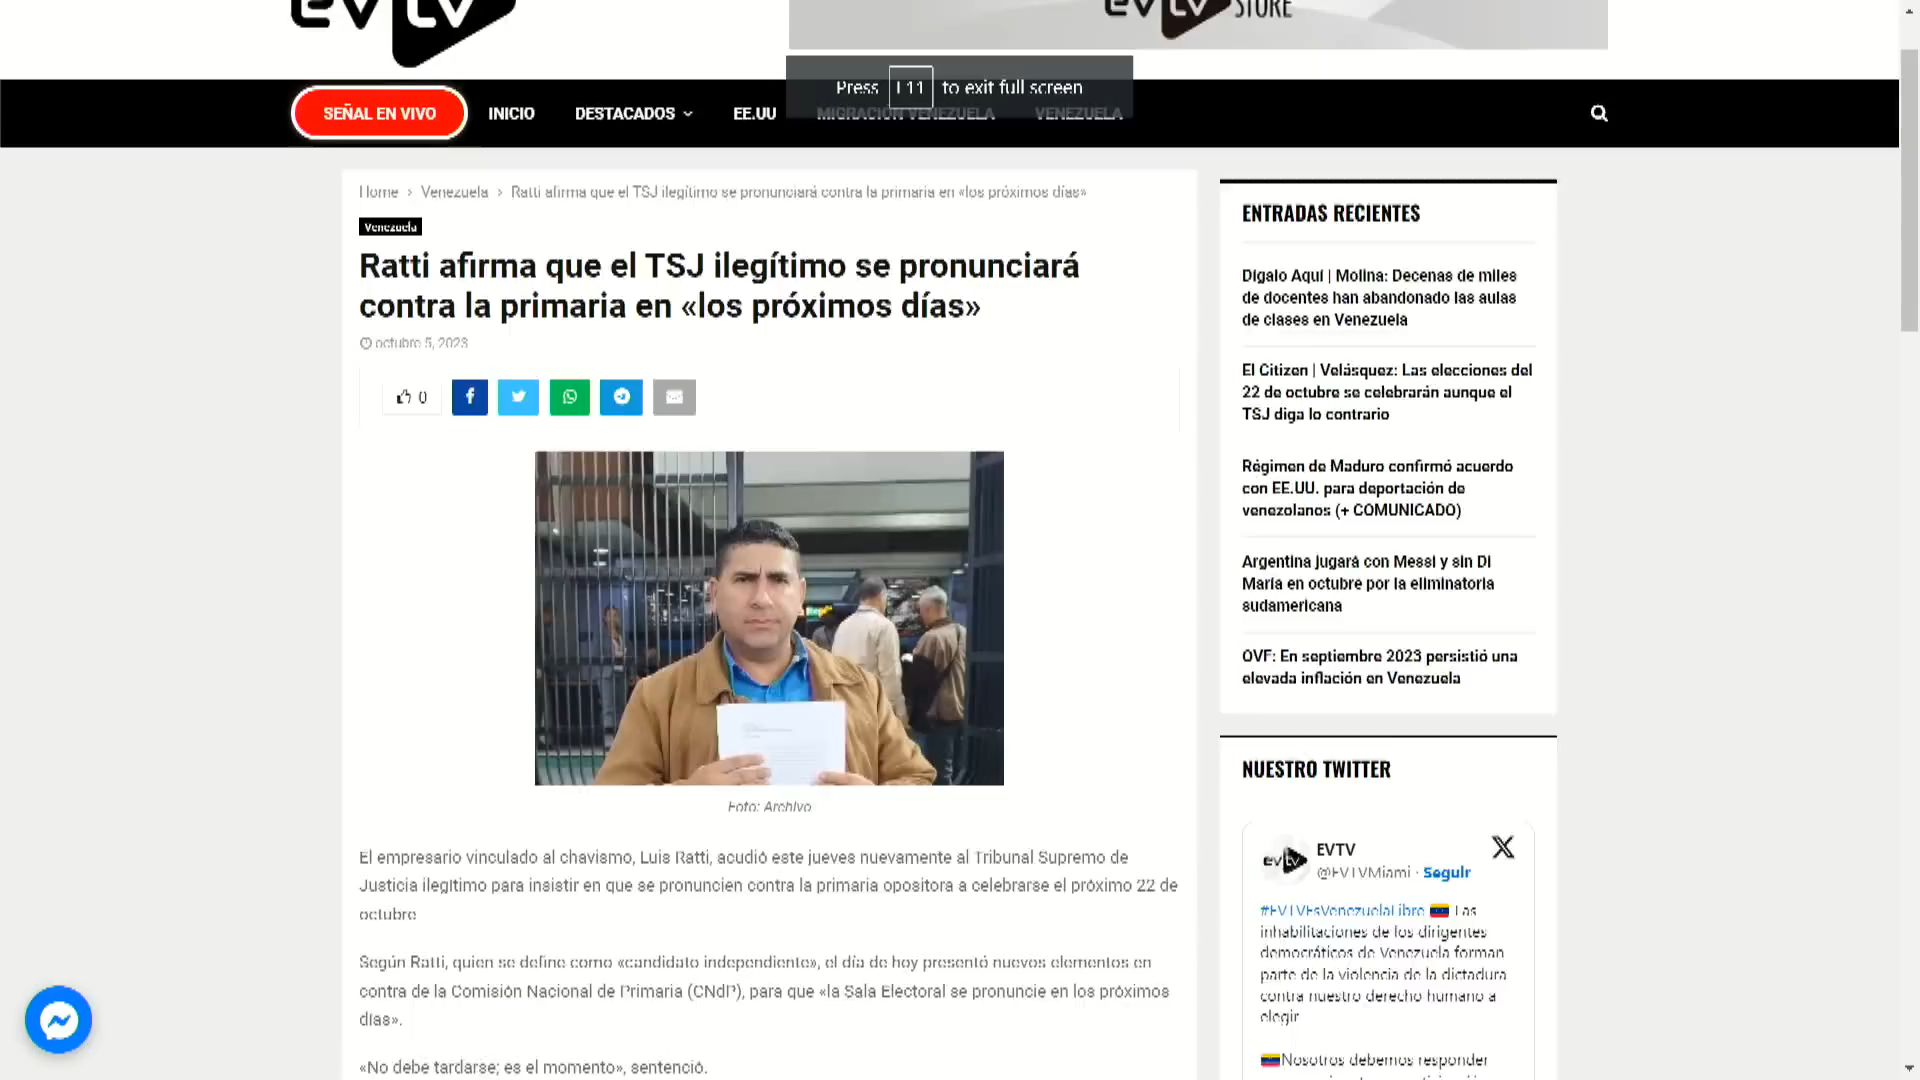 evtv
evtv STORE
Press F11 to exit full screen
SEÑAL EN VIVO
INICIO
DESTACADOS
EE.UU
MIGRACIÓN VENEZUELA
VENEZUELA
Home > Venezuela > Ratti afirma que el TSJ ilegítimo se pronunciará contra la primaria en «los próximos días»
Venezuela
Ratti afirma que el TSJ ilegítimo se pronunciará
contra la primaria en «los próximos días»
octubre 5, 2023
0
Foto: Archivo
El empresario vinculado al chavismo, Luis Ratti, acudió este jueves nuevamente al Tribunal Supremo de
Justicia ilegítimo para insistir en que se pronuncien contra la primaria opositora a celebrarse el próximo 22 de
octubre
Según Ratti, quien se define como «candidato independiente», el día de hoy presentó nuevos elementos en
contra de la Comisión Nacional de Primaria (CNdP), para que «la Sala Electoral se pronuncie en los próximos
días».
«No debe tardarse; es el momento», sentenció.
ENTRADAS RECIENTES
Dígalo Aquí | Molina: Decenas de miles
de docentes han abandonado las aulas
de clases en Venezuela
El Citizen | Velásquez: Las elecciones del
22 de octubre se celebrarán aunque el
TSJ diga lo contrario
Régimen de Maduro confirmó acuerdo
con EE.UU. para deportación de
venezolanos (+ COMUNICADO)
Argentina jugará con Messi y sin Di
María en octubre por la eliminatoria
sudamericana
OVF: En septiembre 2023 persistió una
elevada inflación en Venezuela
NUESTRO TWITTER
evtv
EVTV
@EVTVMiami · Seguir
#EVTVEsVenezuelaLibre 🇻🇪 Las
inhabilitaciones de los dirigentes
democráticos de Venezuela forman
parte de la violencia de la dictadura
contra nuestro derecho humano a
elegir
🇻🇪Nosotros debemos responder